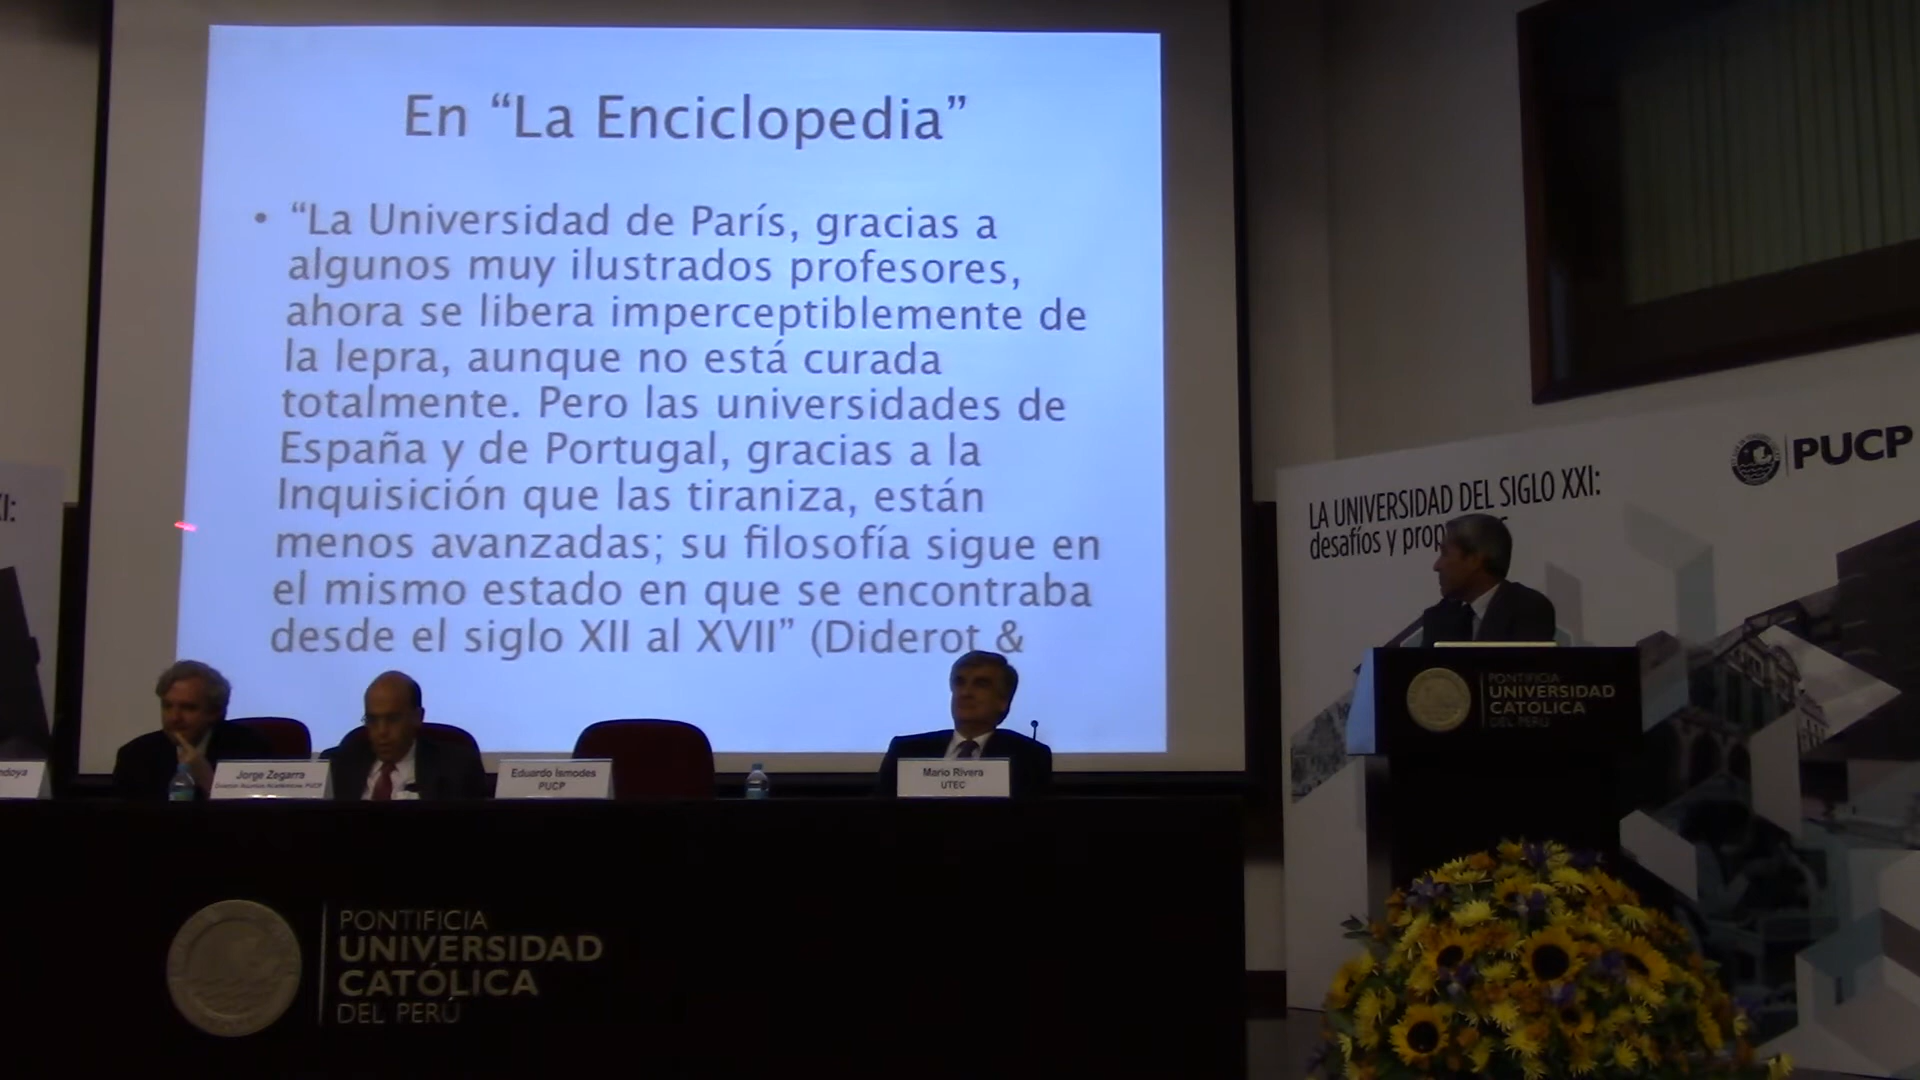 En “La Enciclopedia”
• “La Universidad de París, gracias a
algunos muy ilustrados profesores,
ahora se libera imperceptiblemente de
la lepra, aunque no está curada
totalmente. Pero las universidades de
España y de Portugal, gracias a la
Inquisición que las tiraniza, están
menos avanzadas; su filosofía sigue en
el mismo estado en que se encontraba
desde el siglo XII al XVII” (Diderot &
PUCP
LA UNIVERSIDAD DEL SIGLO XXI:
desafíos y prop
XI:
PONTIFICIA
UNIVERSIDAD
CATÓLICA
DEL PERÚ
ndoya
Jorge Zegarra
Eduardo Ismodes
PUCP
Mario Rivera
UTEC
PONTIFICIA
UNIVERSIDAD
CATÓLICA
DEL PERÚ